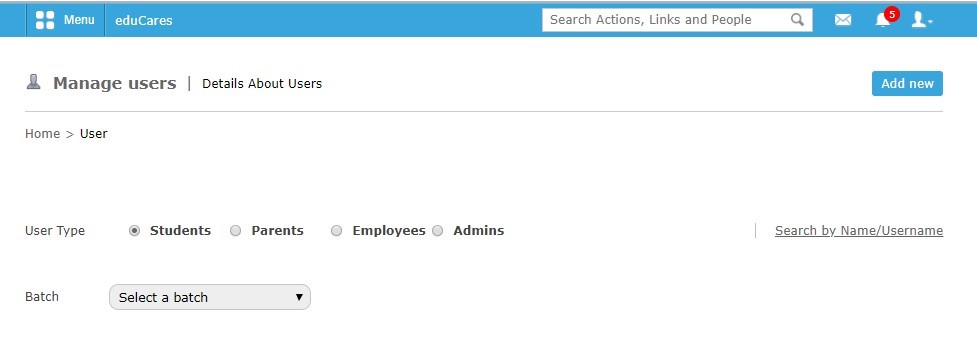 Menu eduCares Search Actions, Links and People 5
Manage users | Details About Users Add new
Home > User
User Type Students Parents Employees Admins Search by Name/Username
Batch Select a batch